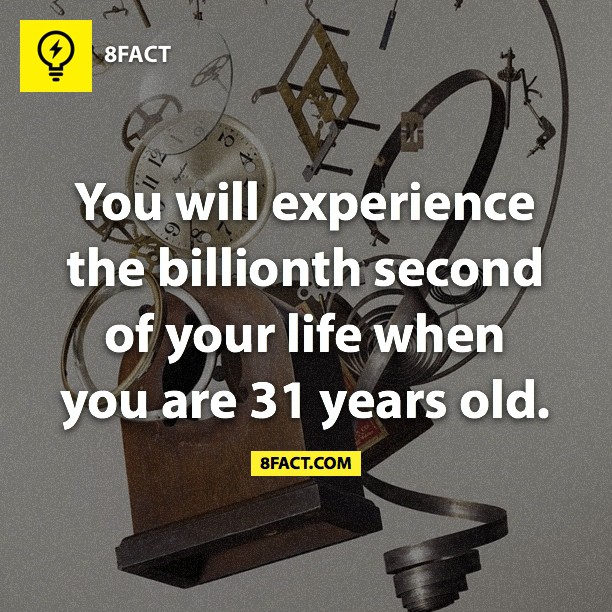 8FACT
You will experience
the billionth second
of your life when
you are 31 years old.
8FACT.COM